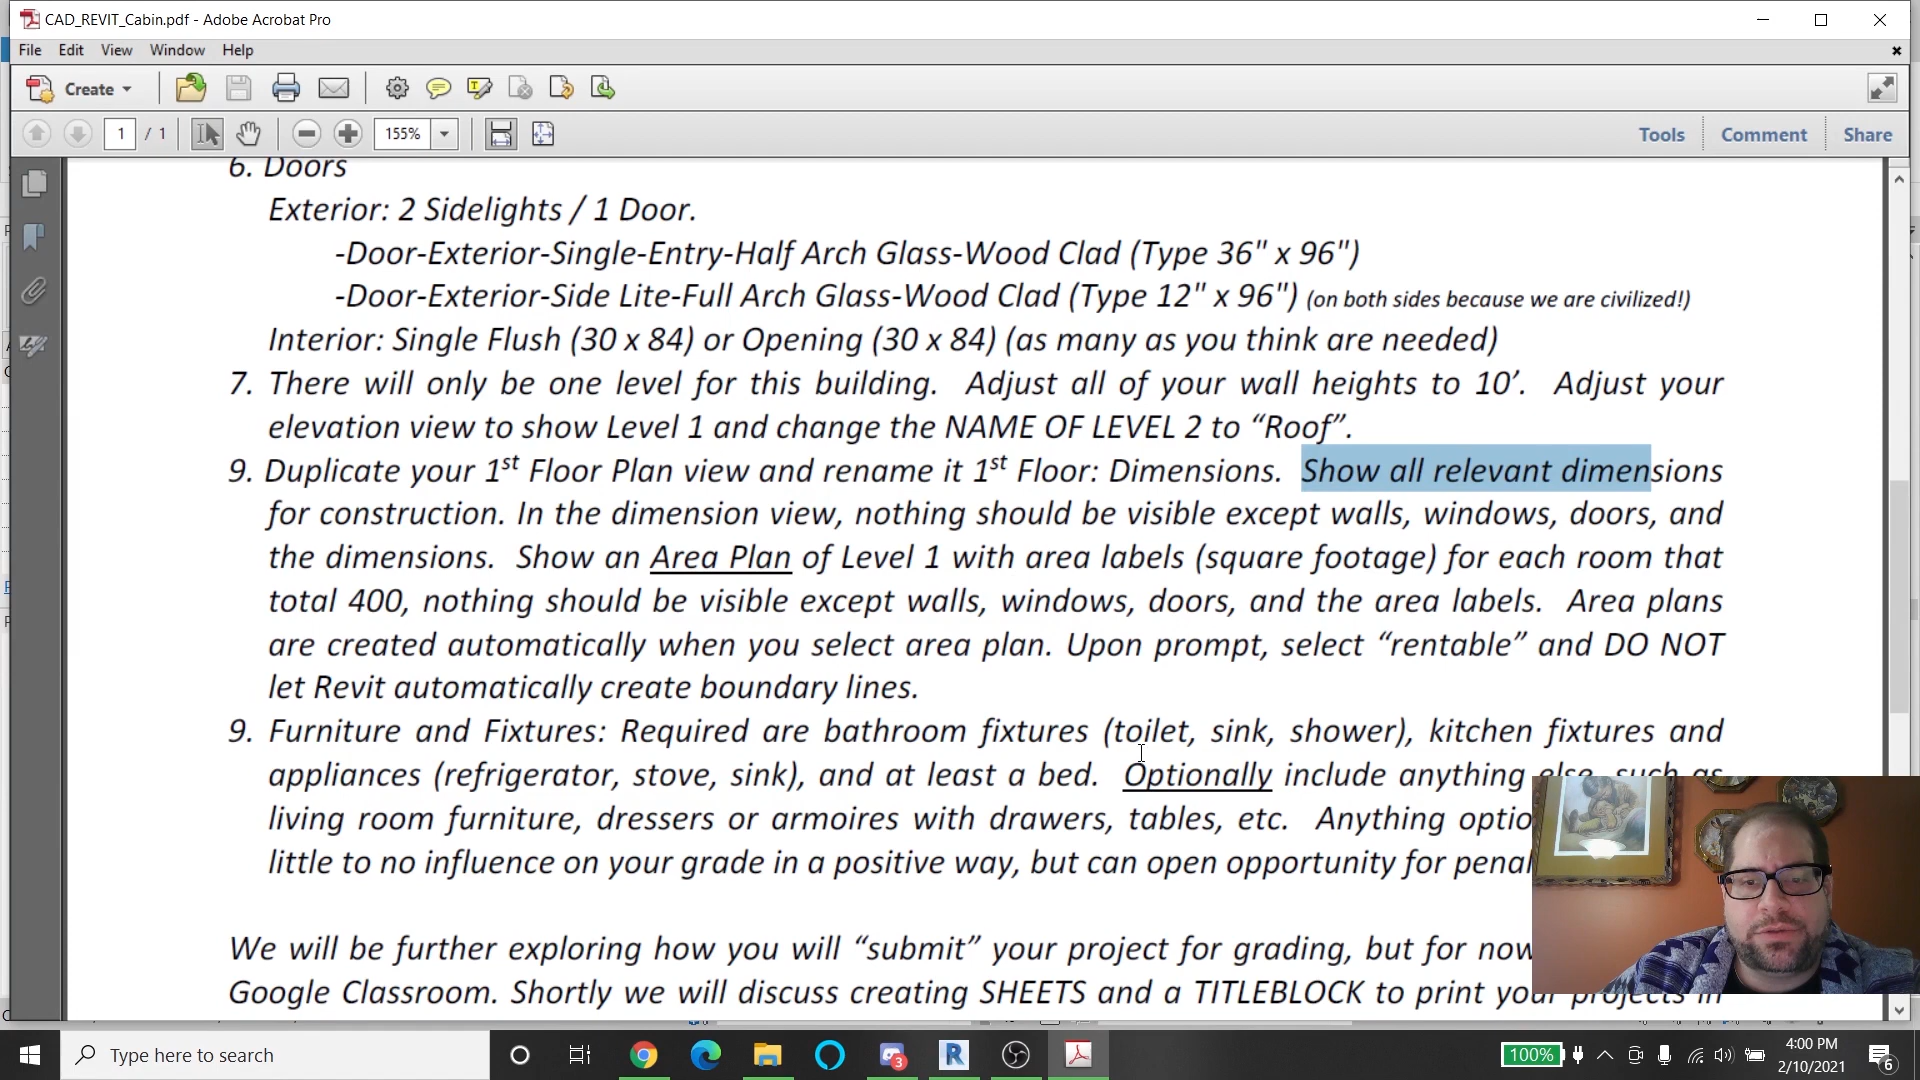 CAD_REVIT_Cabin.pdf - Adobe Acrobat Pro
File Edit View Window Help
Create
1 / 1 155% Tools Comment Share
6. Doors
Exterior: 2 Sidelights / 1 Door.
-Door-Exterior-Single-Entry-Half Arch Glass-Wood Clad (Type 36" x 96")
-Door-Exterior-Side Lite-Full Arch Glass-Wood Clad (Type 12" x 96") (on both sides because we are civilized!)
Interior: Single Flush (30 x 84) or Opening (30 x 84) (as many as you think are needed)
7. There will only be one level for this building. Adjust all of your wall heights to 10’. Adjust your
elevation view to show Level 1 and change the NAME OF LEVEL 2 to “Roof”.
9. Duplicate your 1st Floor Plan view and rename it 1st Floor: Dimensions. Show all relevant dimensions
for construction. In the dimension view, nothing should be visible except walls, windows, doors, and
the dimensions. Show an Area Plan of Level 1 with area labels (square footage) for each room that
total 400, nothing should be visible except walls, windows, doors, and the area labels. Area plans
are created automatically when you select area plan. Upon prompt, select “rentable” and DO NOT
let Revit automatically create boundary lines.
9. Furniture and Fixtures: Required are bathroom fixtures (toilet, sink, shower), kitchen fixtures and
appliances (refrigerator, stove, sink), and at least a bed. Optionally include anything else, such as
living room furniture, dressers or armoires with drawers, tables, etc. Anything optio
little to no influence on your grade in a positive way, but can open opportunity for penal
We will be further exploring how you will “submit” your project for grading, but for now
Google Classroom. Shortly we will discuss creating SHEETS and a TITLEBLOCK to print your projects in
Type here to search
3
R
100%
4:00 PM
2/10/2021
6